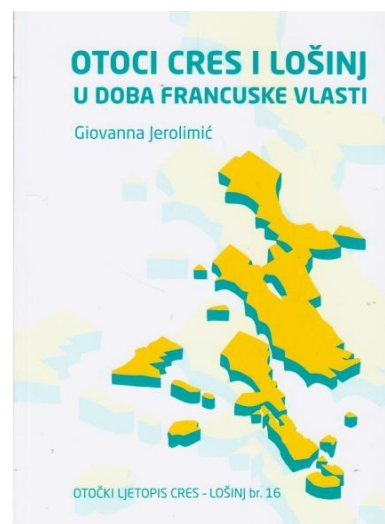 OTOCI CRES I LOŠINJ
U DOBA FRANCUSKE VLASTI
Giovanna Jerolimić
OTOČKI LJETOPIS CRES – LOŠINJ br. 16